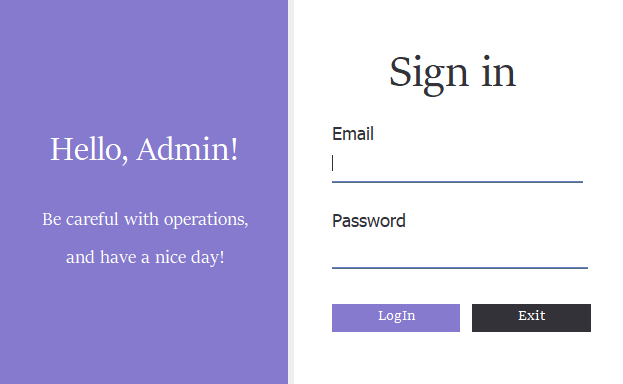 Hello, Admin!
Be careful with operations,
and have a nice day!
Sign in
Email
Password
LogIn
Exit